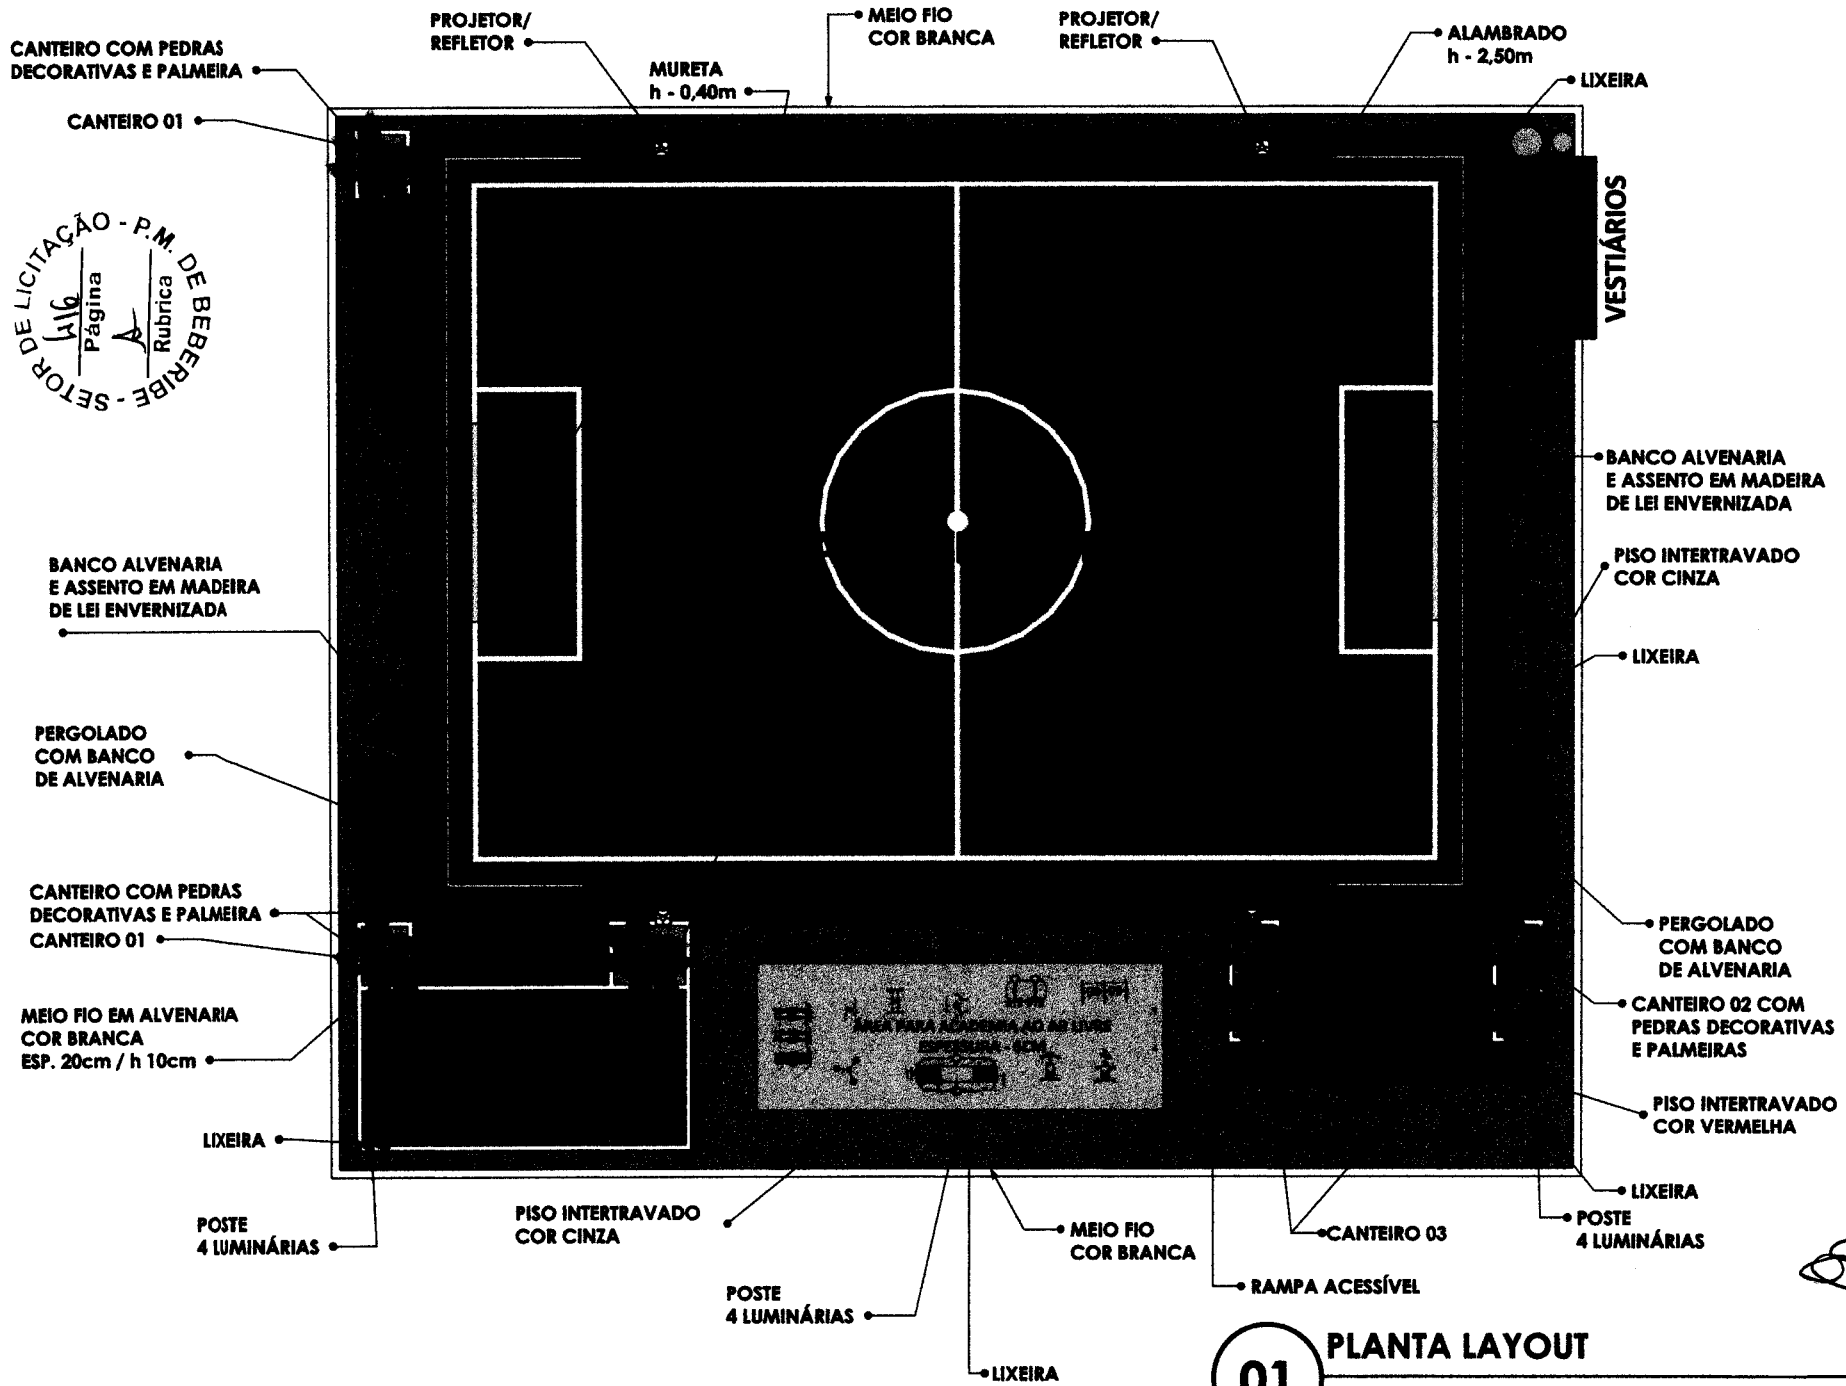 PROJETOR/
REFLETOR
MEIO FIO
COR BRANCA
PROJETOR/
REFLETOR
ALAMBRADO
h - 2,50m
CANTEIRO COM PEDRAS
DECORATIVAS E PALMEIRA
MURETA
h - 0,40m
LIXEIRA
CANTEIRO 01
VESTIÁRIOS
SETOR DE LICITAÇÃO - P.M. DE BEBERIBE -
Página
Rubrica
BANCO ALVENARIA
E ASSENTO EM MADEIRA
DE LEI ENVERNIZADA
PISO INTERTRAVADO
COR CINZA
BANCO ALVENARIA
E ASSENTO EM MADEIRA
DE LEI ENVERNIZADA
LIXEIRA
PERGOLADO
COM BANCO
DE ALVENARIA
CANTEIRO COM PEDRAS
DECORATIVAS E PALMEIRA
CANTEIRO 01
PERGOLADO
COM BANCO
DE ALVENARIA
MEIO FIO EM ALVENARIA
COR BRANCA
ESP. 20cm / h 10cm
ÁREA PARA ACADEMIA AO AR LIVRE
CANTEIRO 02 COM
PEDRAS DECORATIVAS
E PALMEIRAS
PISO INTERTRAVADO
COR VERMELHA
LIXEIRA
LIXEIRA
POSTE
4 LUMINÁRIAS
PISO INTERTRAVADO
COR CINZA
MEIO FIO
COR BRANCA
CANTEIRO 03
POSTE
4 LUMINÁRIAS
RAMPA ACESSÍVEL
POSTE
4 LUMINÁRIAS
LIXEIRA
01
PLANTA LAYOUT